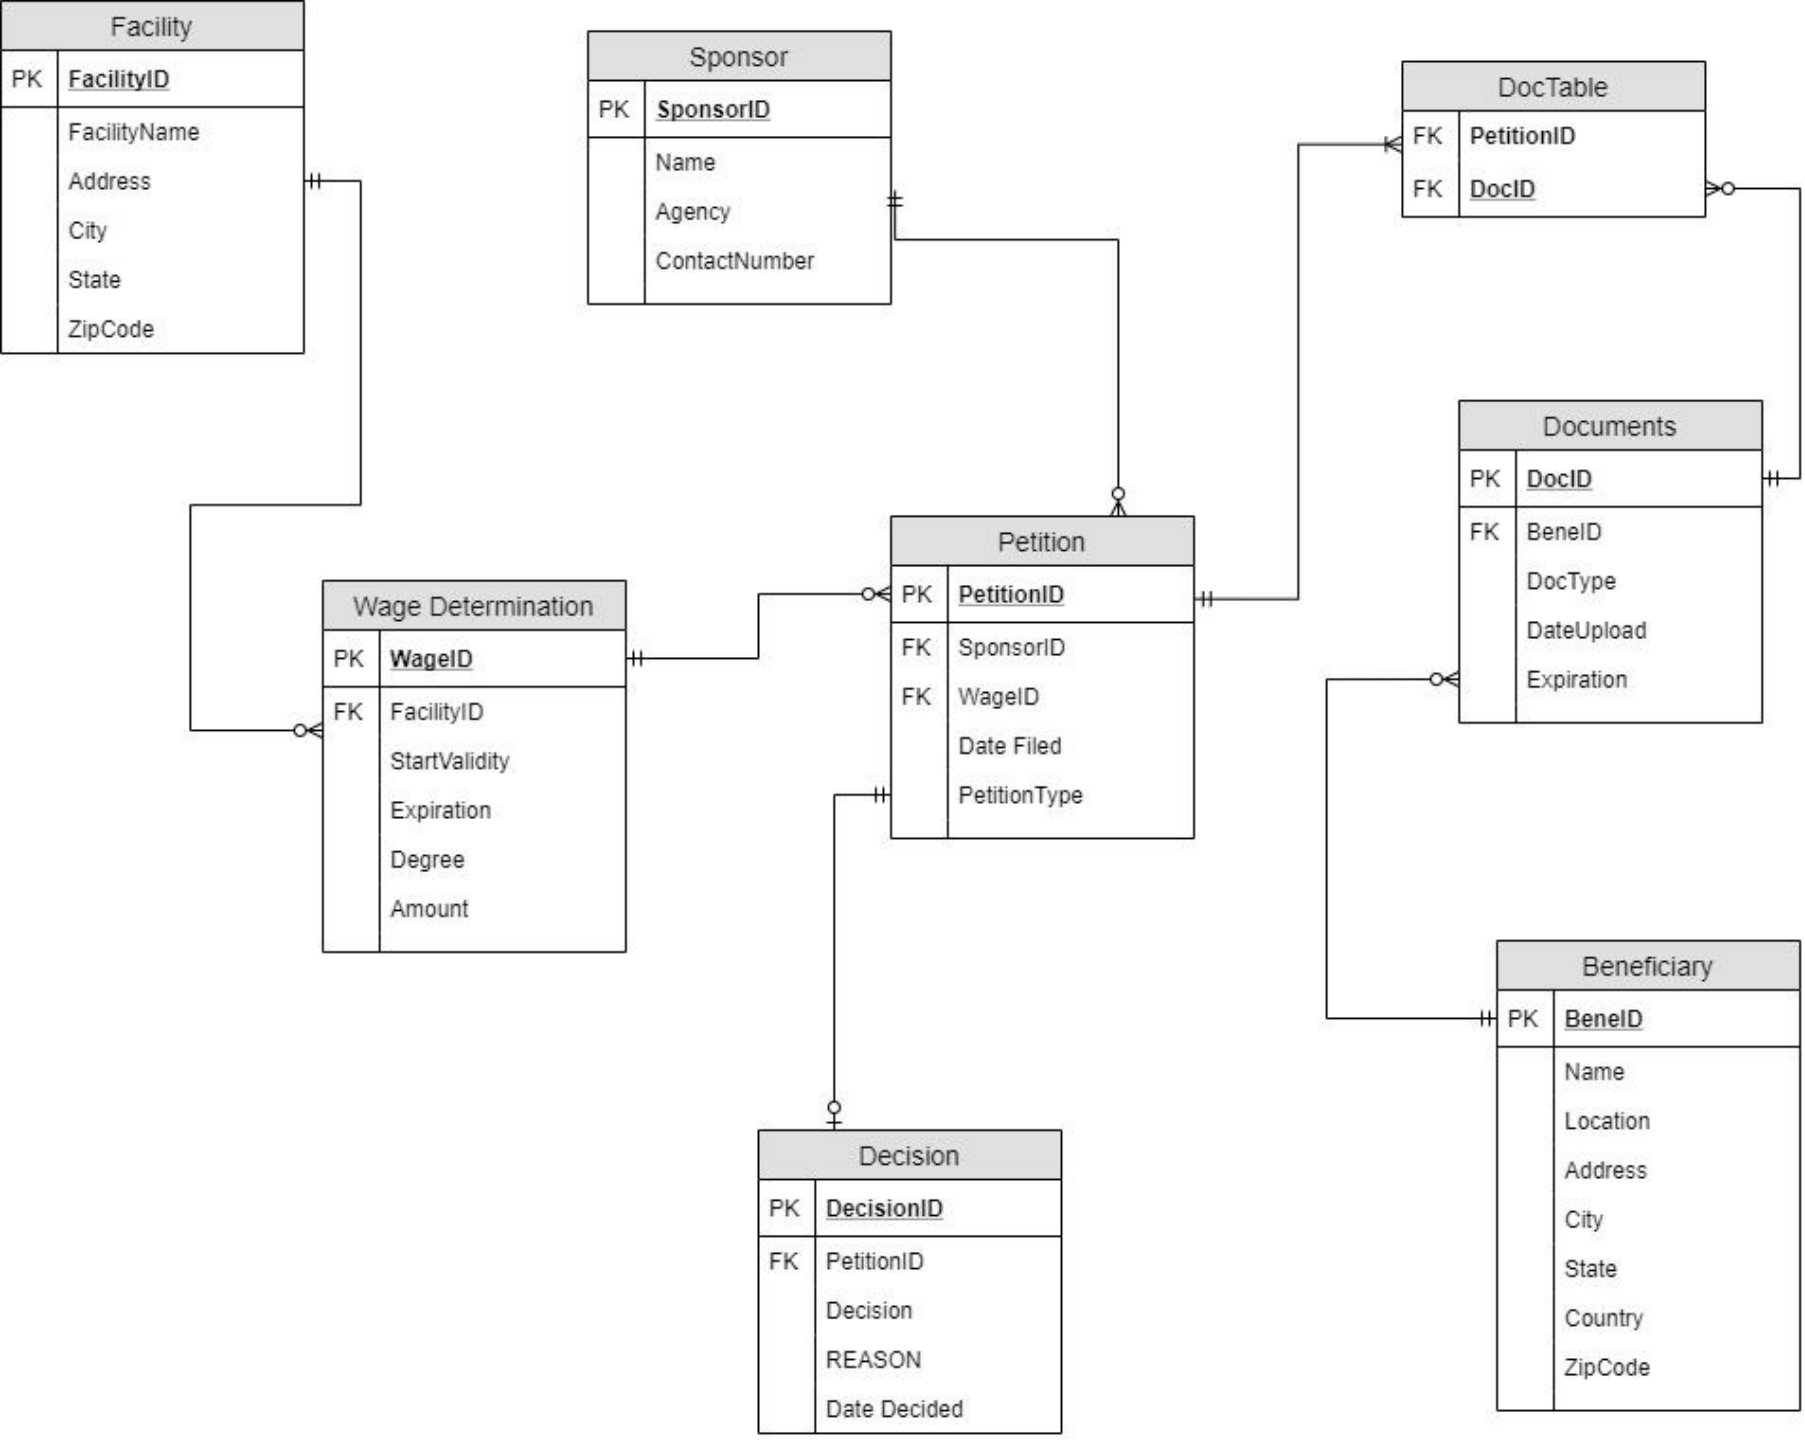 Facility
PK FacilityID
FacilityName
Address
City
State
ZipCode
Sponsor
PK SponsorID
Name
Agency
ContactNumber
DocTable
FK PetitionID
FK DocID
Documents
PK DocID
FK BeneID
DocType
DateUpload
Expiration
Petition
PK PetitionID
FK SponsorID
FK WageID
Date Filed
PetitionType
Wage Determination
PK WageID
FK FacilityID
StartValidity
Expiration
Degree
Amount
Beneficiary
PK BeneID
Name
Location
Address
City
State
Country
ZipCode
Decision
PK DecisionID
FK PetitionID
Decision
REASON
Date Decided